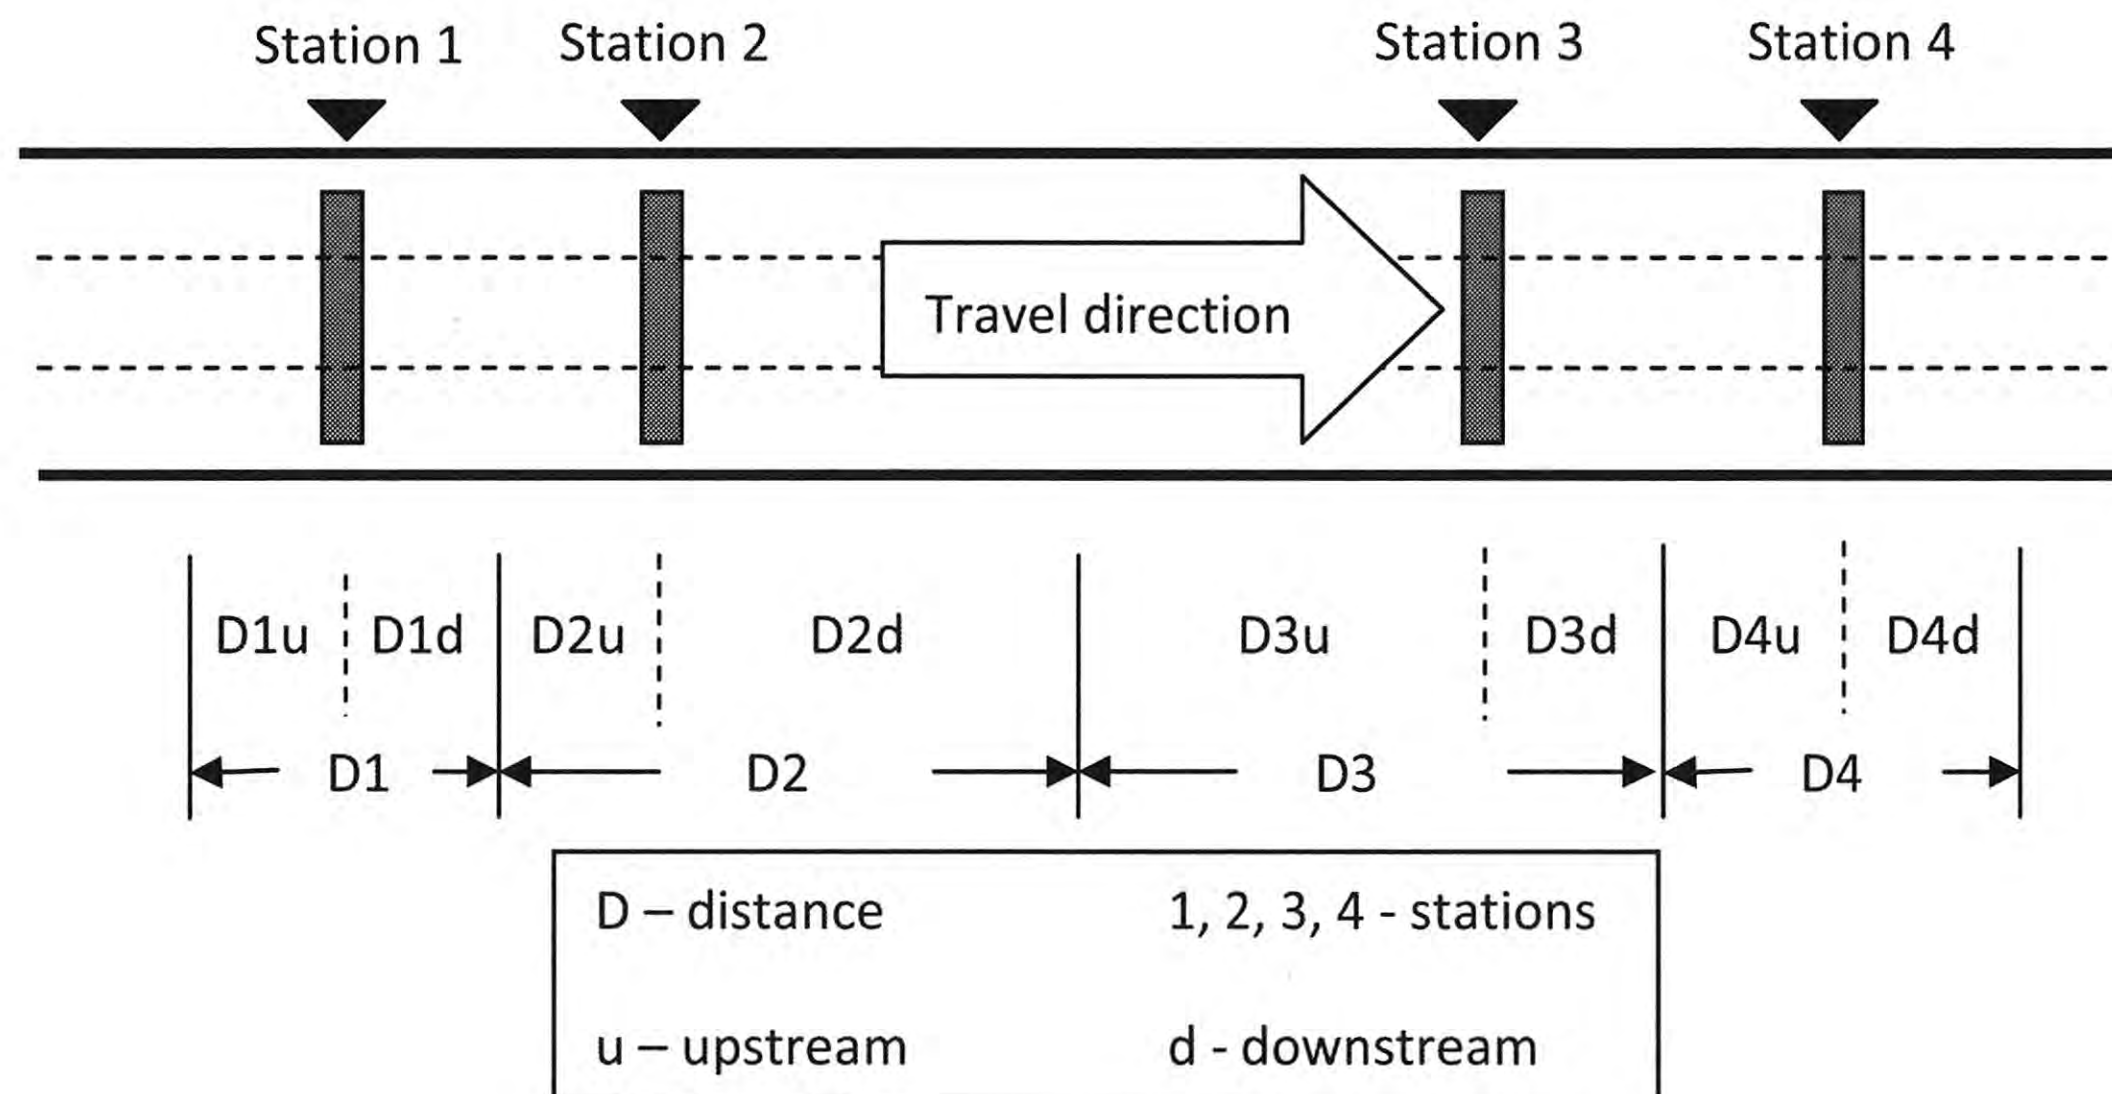 Station 1 Station 2 Station 3 Station 4
Travel direction
D1u D1d D2u D2d D3u D3d D4u D4d
D1 D2 D3 D4
D – distance 1, 2, 3, 4 - stations
u – upstream d - downstream